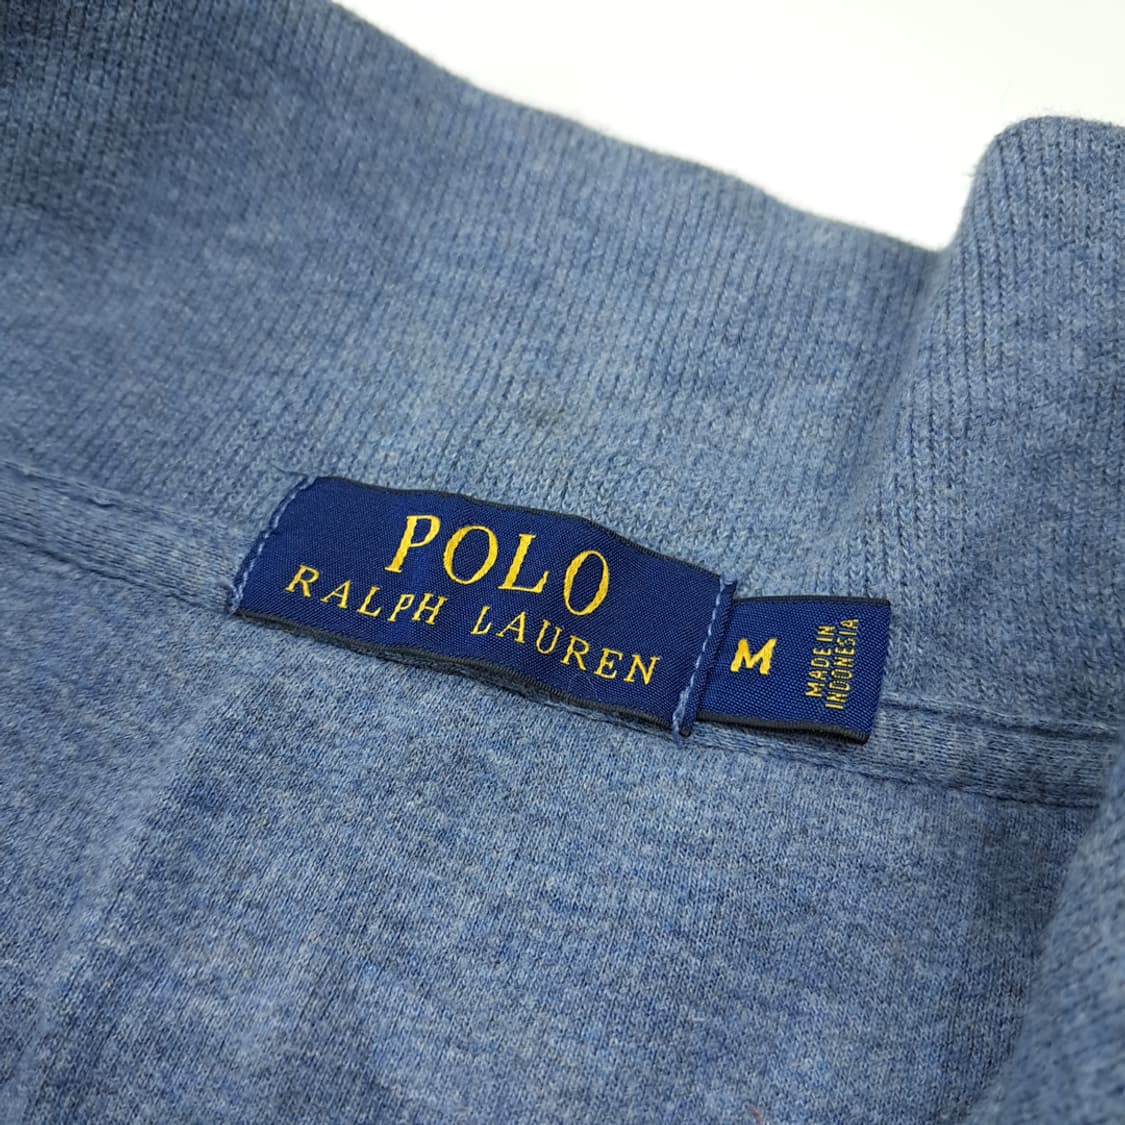 POLO
RALPH LAUREN
M
MADE IN
INDONESIA